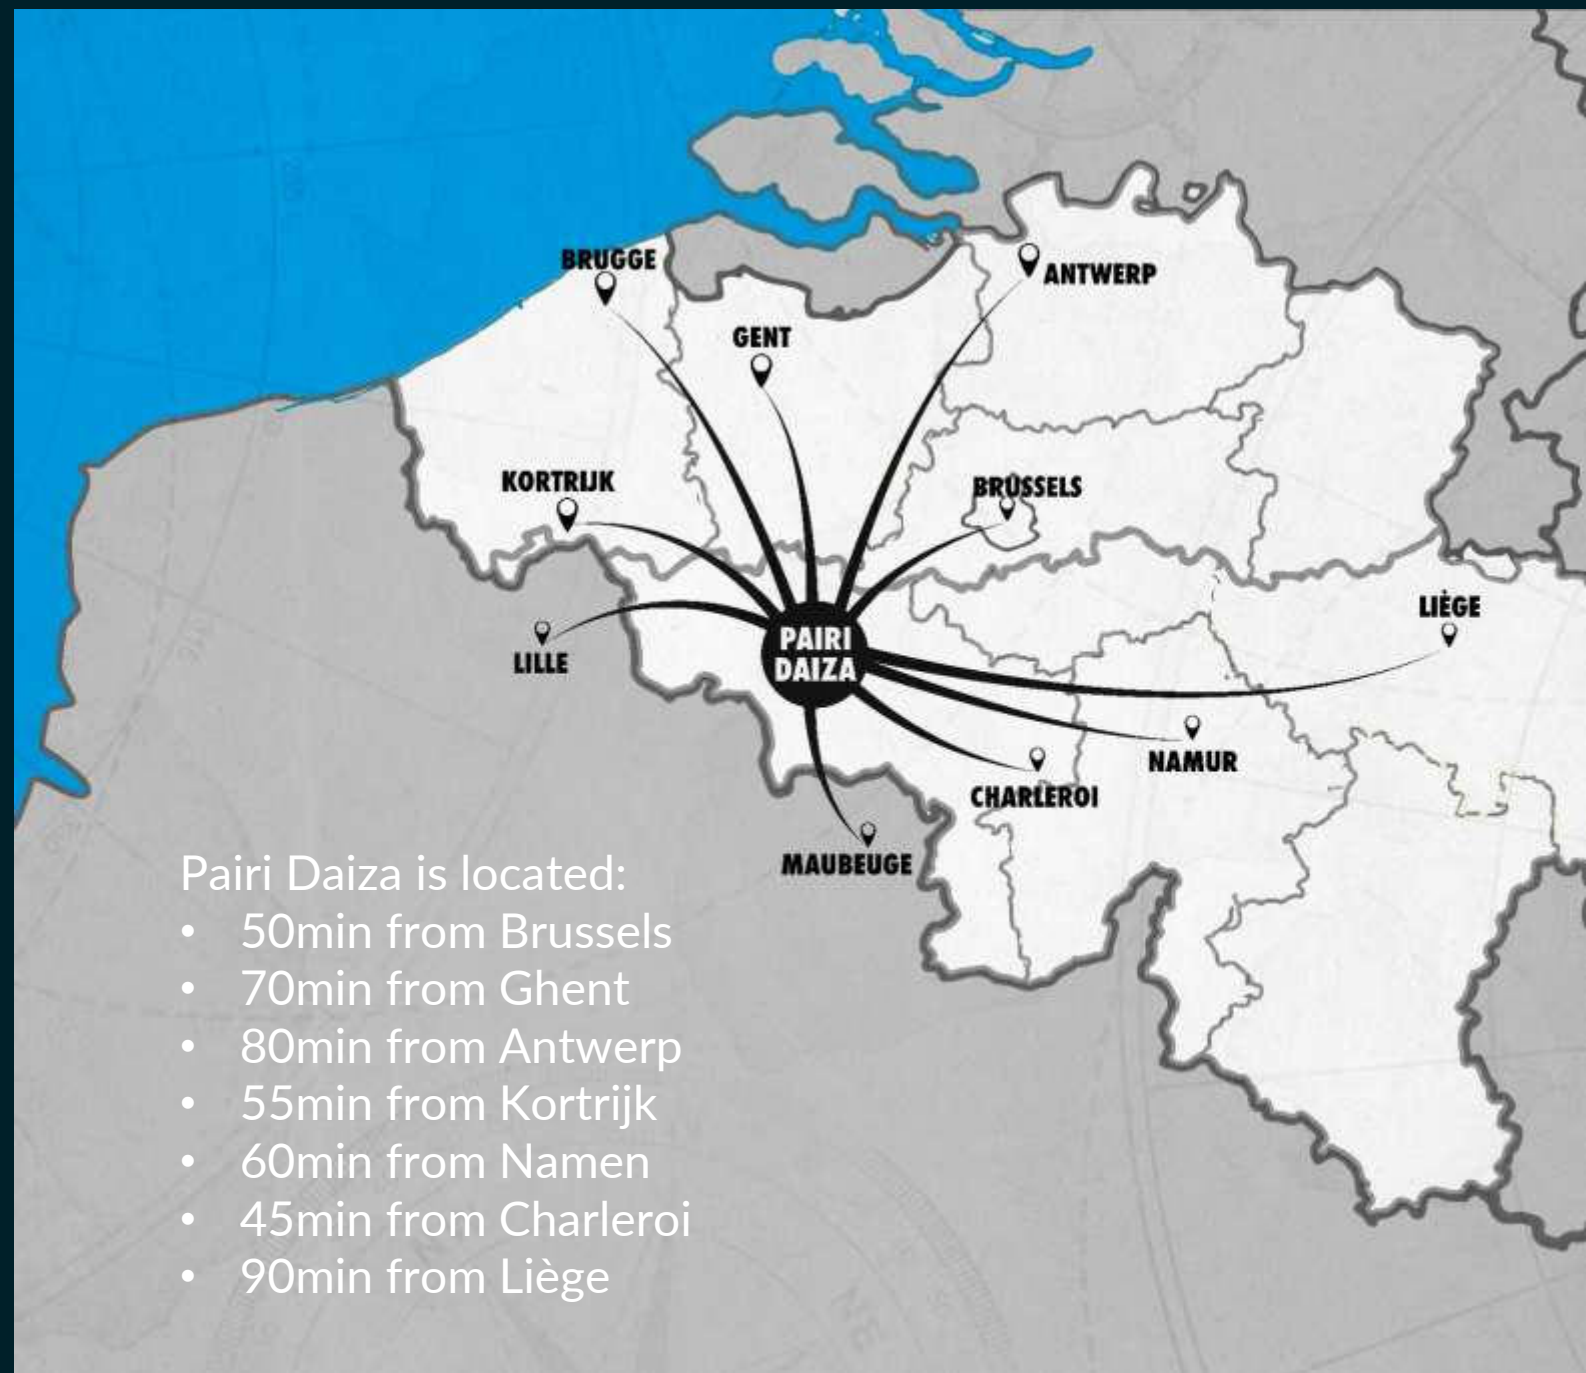 BRUGGE
ANTWERP
GENT
KORTRIJK
BRUSSELS
LIÈGE
PAIRI
DAIZA
LILLE
NAMUR
CHARLEROI
MAUBEUGE
Pairi Daiza is located:
• 50min from Brussels
• 70min from Ghent
• 80min from Antwerp
• 55min from Kortrijk
• 60min from Namen
• 45min from Charleroi
• 90min from Liège